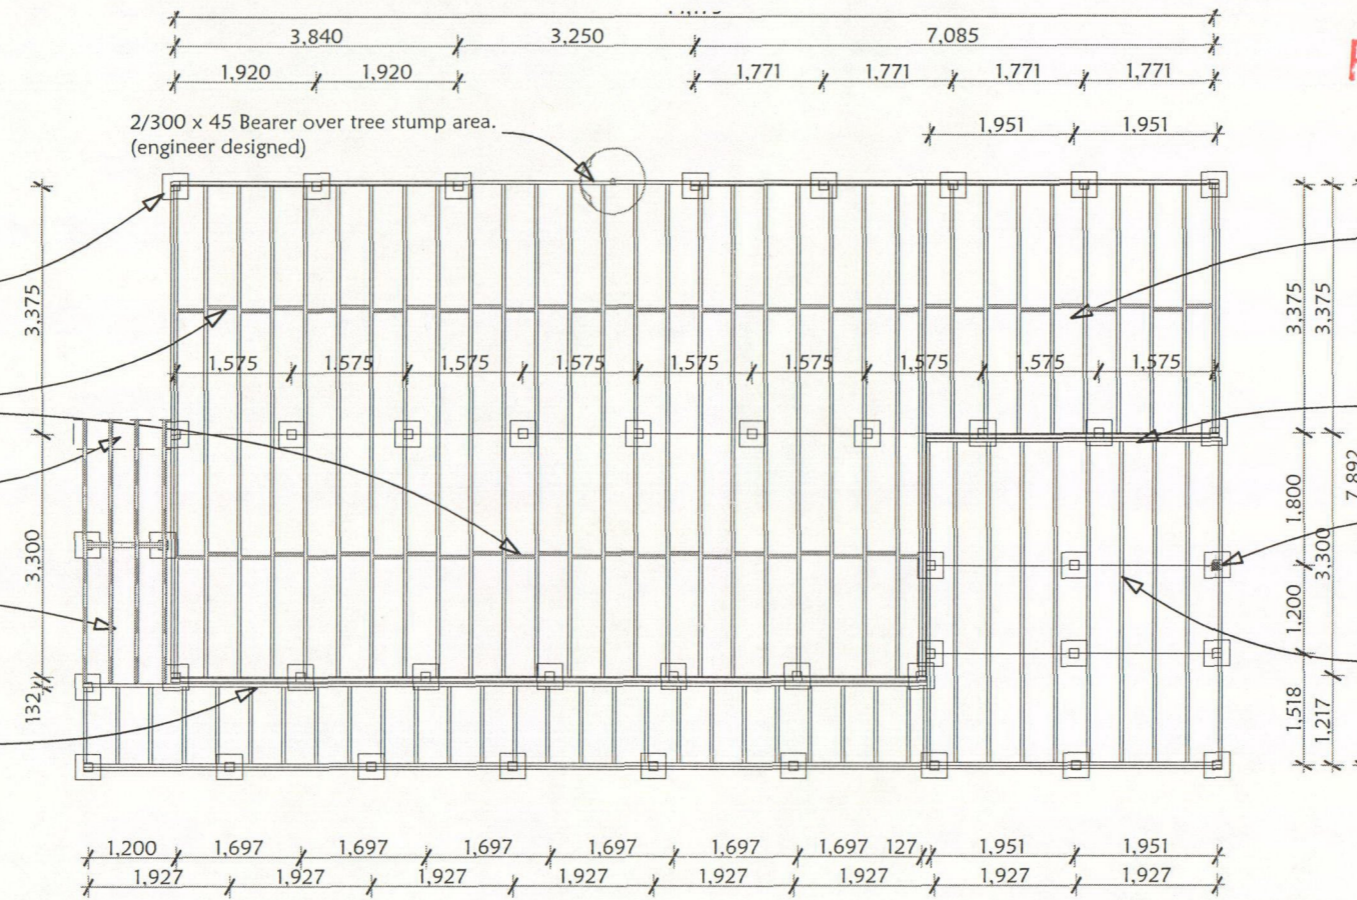 3,840 3,250 7,085
1,920 1,920 1,771 1,771 1,771 1,771
2/300 x 45 Bearer over tree stump area.
(engineer designed)
1,951 1,951
3,375
3,375
3,375
1,575 1,575 1,575 1,575 1,575 1,575 1,575 1,575 1,575
7,892
1,800
3,300
3,300
1,200
132
1,518
1,217
1,200 1,697 1,697 1,697 1,697 1,697 1,697 127 1,951 1,951
1,927 1,927 1,927 1,927 1,927 1,927 1,927 1,927